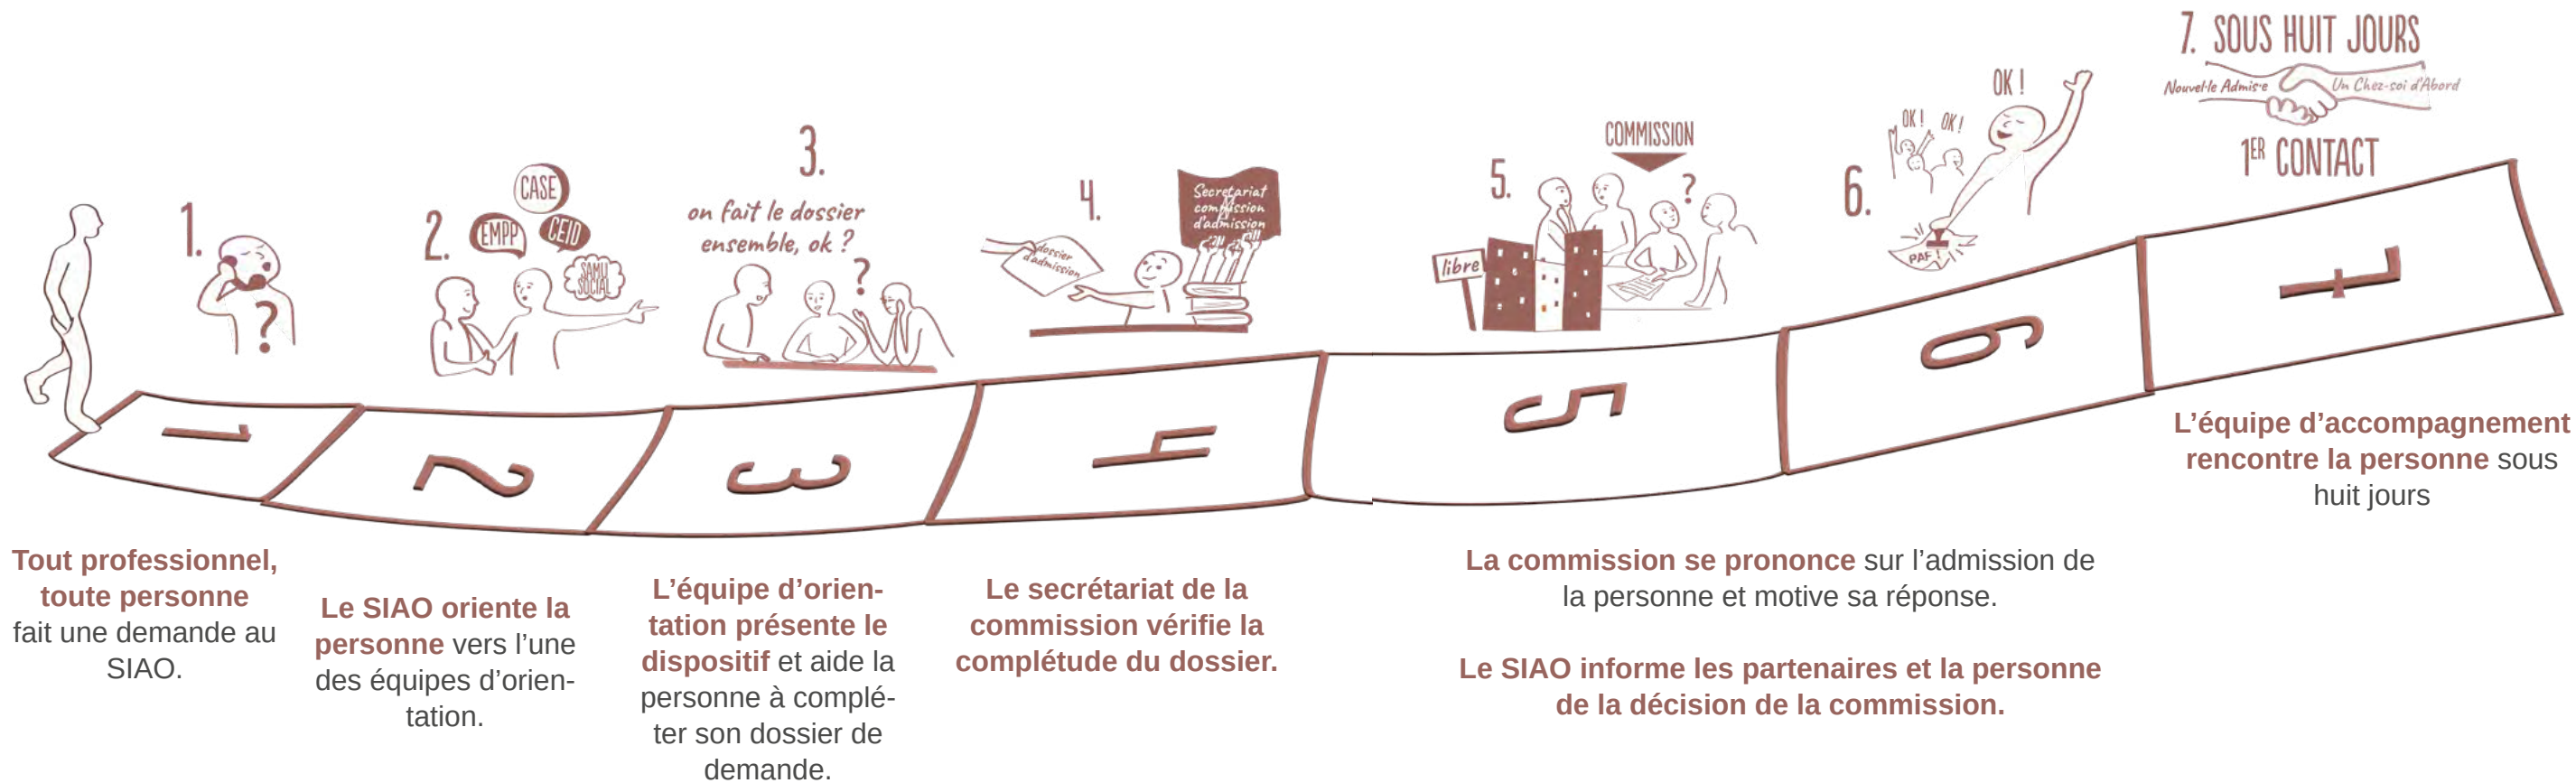 1.
?
2.
CASE
EMPP
CEID
SAMU
SOCIAL
3.
on fait le dossier
ensemble, ok ?
?
4.
dossier
d'admission
Secretariat
commission
d'admission
5.
libre
COMMISSION
?
6.
OK !
OK !
OK !
PAF !
7. SOUS HUIT JOURS
Nouvel·le Admis·e
Un Chez-soi d'Abord
1ER CONTACT
1
2
3
4
5
6
7
Tout professionnel,
toute personne
fait une demande au
SIAO.
Le SIAO oriente la
personne vers l’une
des équipes d’orien-
tation.
L’équipe d’orien-
tation présente le
dispositif et aide la
personne à complé-
ter son dossier de
demande.
Le secrétariat de la
commission vérifie la
complétude du dossier.
La commission se prononce sur l’admission de
la personne et motive sa réponse.
Le SIAO informe les partenaires et la personne
de la décision de la commission.
L’équipe d’accompagnement
rencontre la personne sous
huit jours